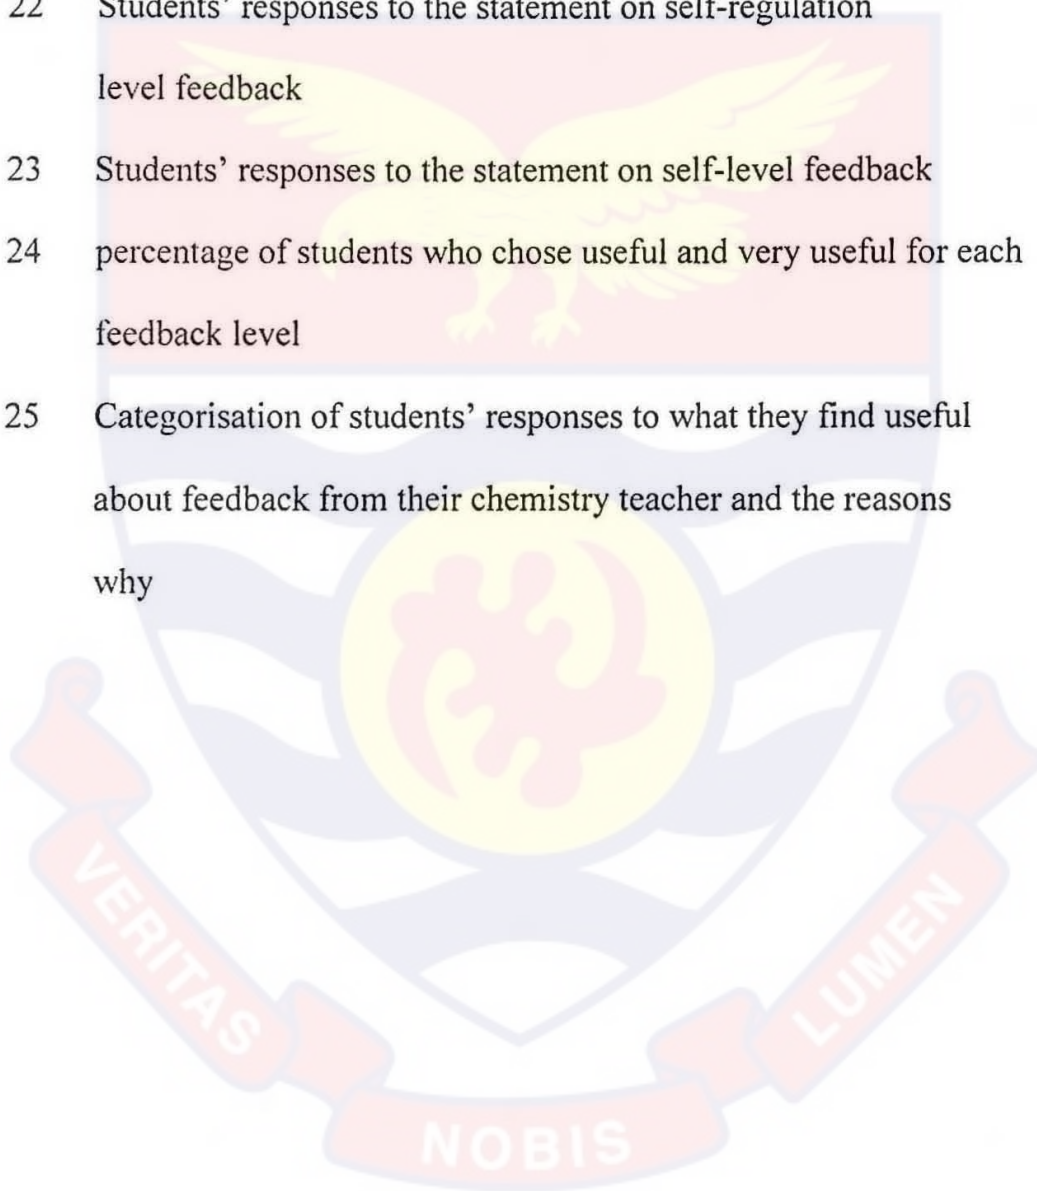 22 Students' responses to the statement on self-regulation
level feedback
23 Students' responses to the statement on self-level feedback
24 percentage of students who chose useful and very useful for each
feedback level
25 Categorisation of students' responses to what they find useful
about feedback from their chemistry teacher and the reasons
why
VERITAS
NOBIS
LUMEN